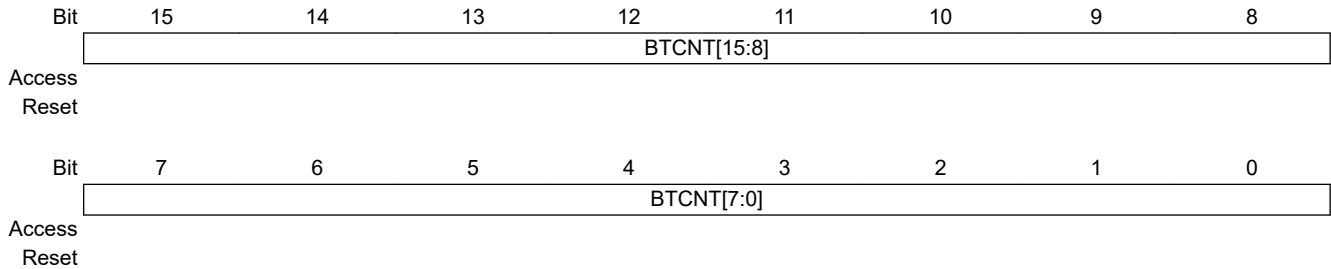 Bit 15 14 13 12 11 10 9 8
BTCNT[15:8]
Access
Reset
Bit 7 6 5 4 3 2 1 0
BTCNT[7:0]
Access
Reset